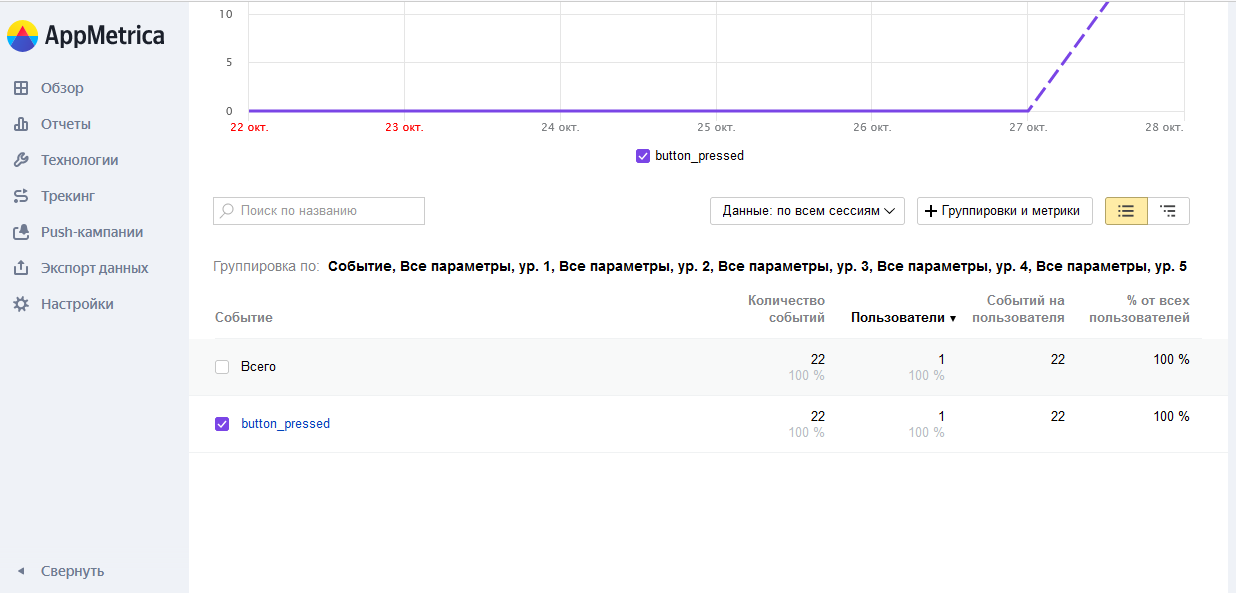 AppMetrica
Обзор
Отчеты
Технологии
Трекинг
Push-кампании
Экспорт данных
Настройки
Свернуть
10
5
0
22 окт. 23 окт. 24 окт. 25 окт. 26 окт. 27 окт. 28 окт.
button_pressed
Поиск по названию Данные: по всем сессиям Группировки и метрики
Группировка по: Событие, Все параметры, ур. 1, Все параметры, ур. 2, Все параметры, ур. 3, Все параметры, ур. 4, Все параметры, ур. 5
Событие Количество событий Пользователи ▼ Событий на пользователя % от всех пользователей
Всего 22 1 22 100 %
100 % 100 %
button_pressed 22 1 22 100 %
100 % 100 %